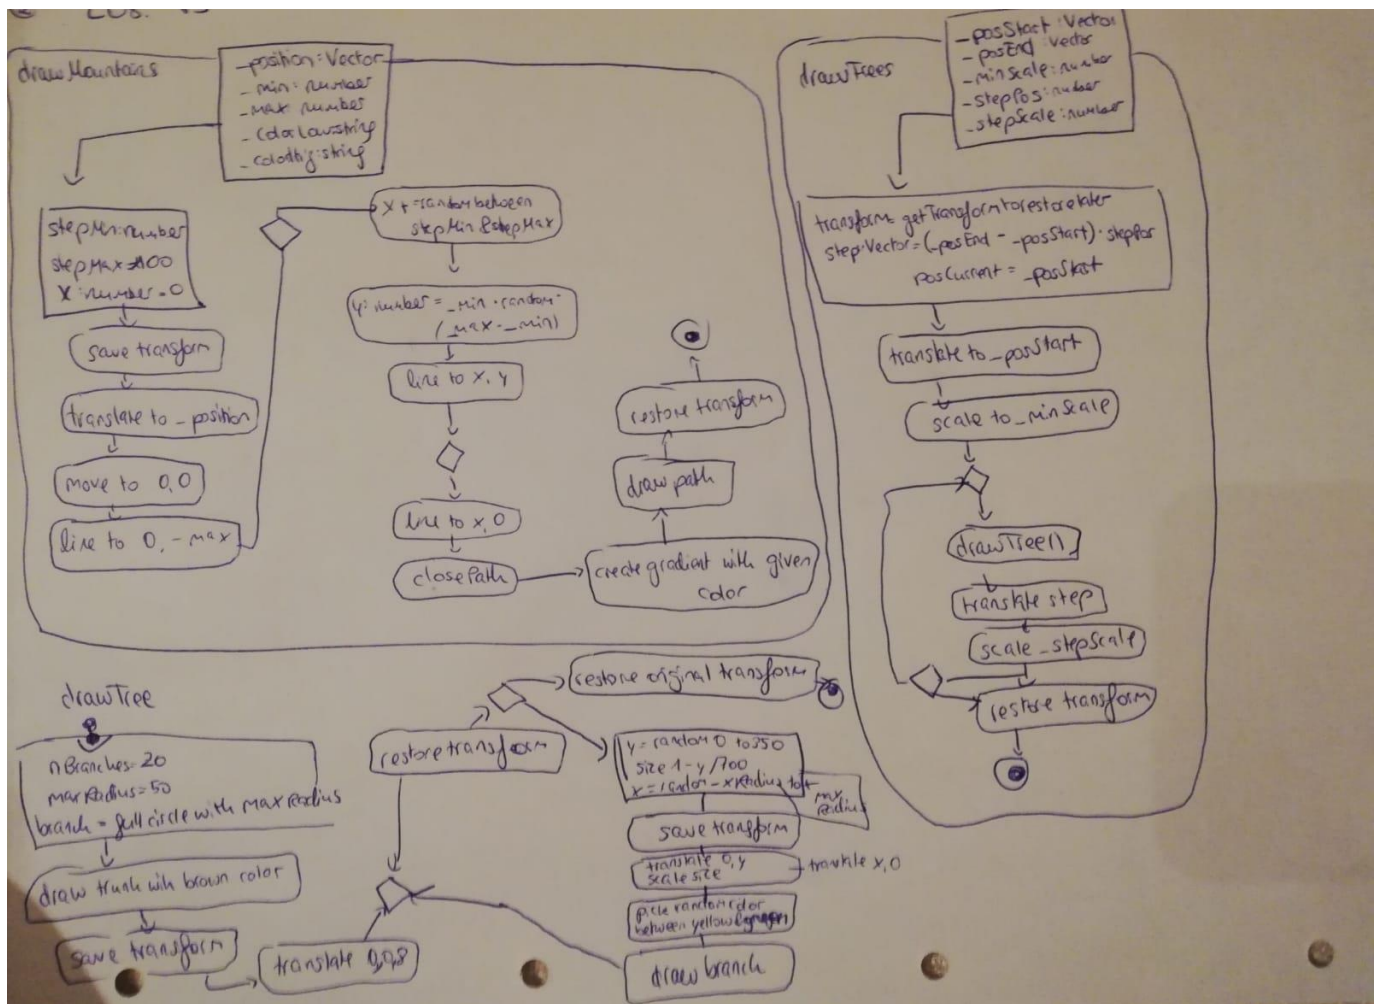 drawMountains
_position: Vector
_min: number
_max: number
_colorLow: string
_colorHig: string
stepMin: number
stepMax
X: number = 0
save transform
translate to _position
move to 0,0
line to 0, -max
X += random between
stepMin & stepMax
y: number = _min · random ·
(_max - _min)
line to x, y
line to x, 0
closePath
create gradient with given
color
draw path
restore transform
drawTrees
_posStart: Vector
_posEnd: Vector
_minScale: number
_stepPos: number
_stepScale: number
transform = getTransform to restore later
step: Vector = (_posEnd - _posStart) · stepPos
posCurrent = _posStart
translate to _posStart
scale to _minScale
drawTree()
translate step
scale _stepScale
restore transform
drawTree
nBranches = 20
maxRadius = 50
branch = full circle with maxRadius
draw trunk with brown color
save transform
translate 0,0,8
restore transform
restore original transform
y = random 0 to 350
size 1 - y/700
x = random - xRadius to +
max
Radius
save transform
translate 0, y
scale size
translate x, 0
pick random color
between yellow &
draw branch